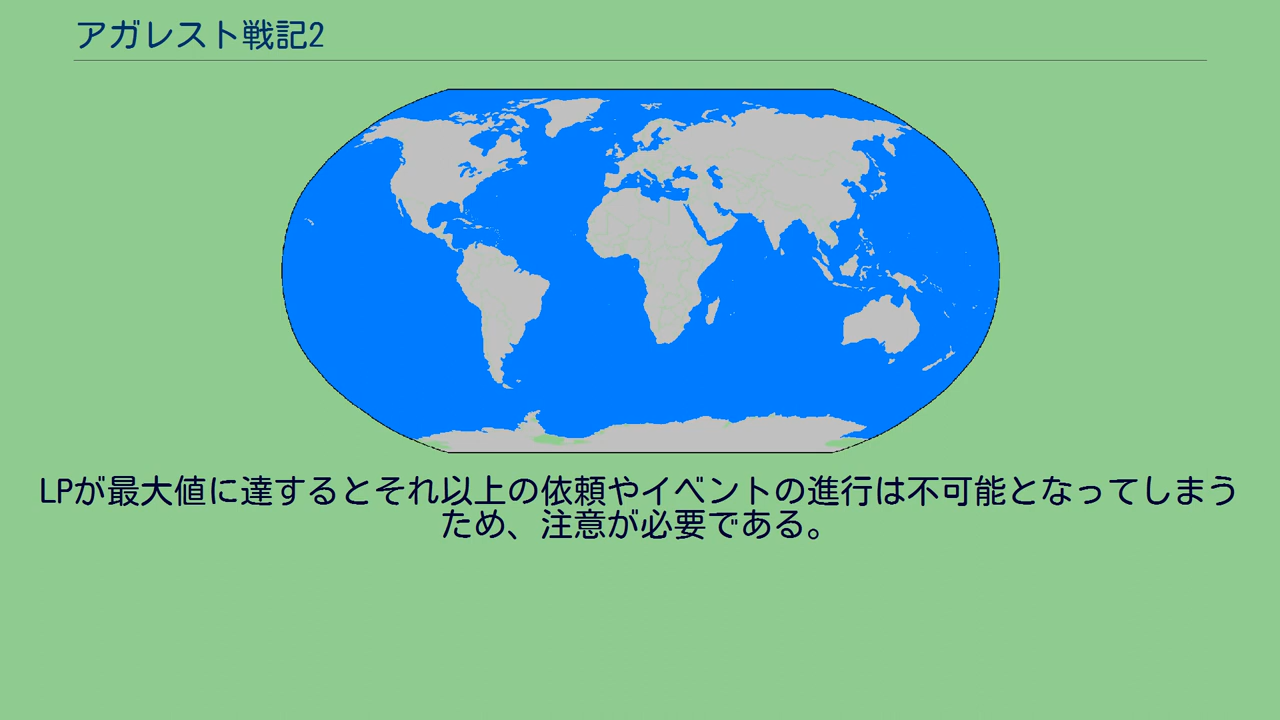 アガレスト戦記2
LPが最大値に達するとそれ以上の依頼やイベントの進行は不可能となってしまう
ため、注意が必要である。